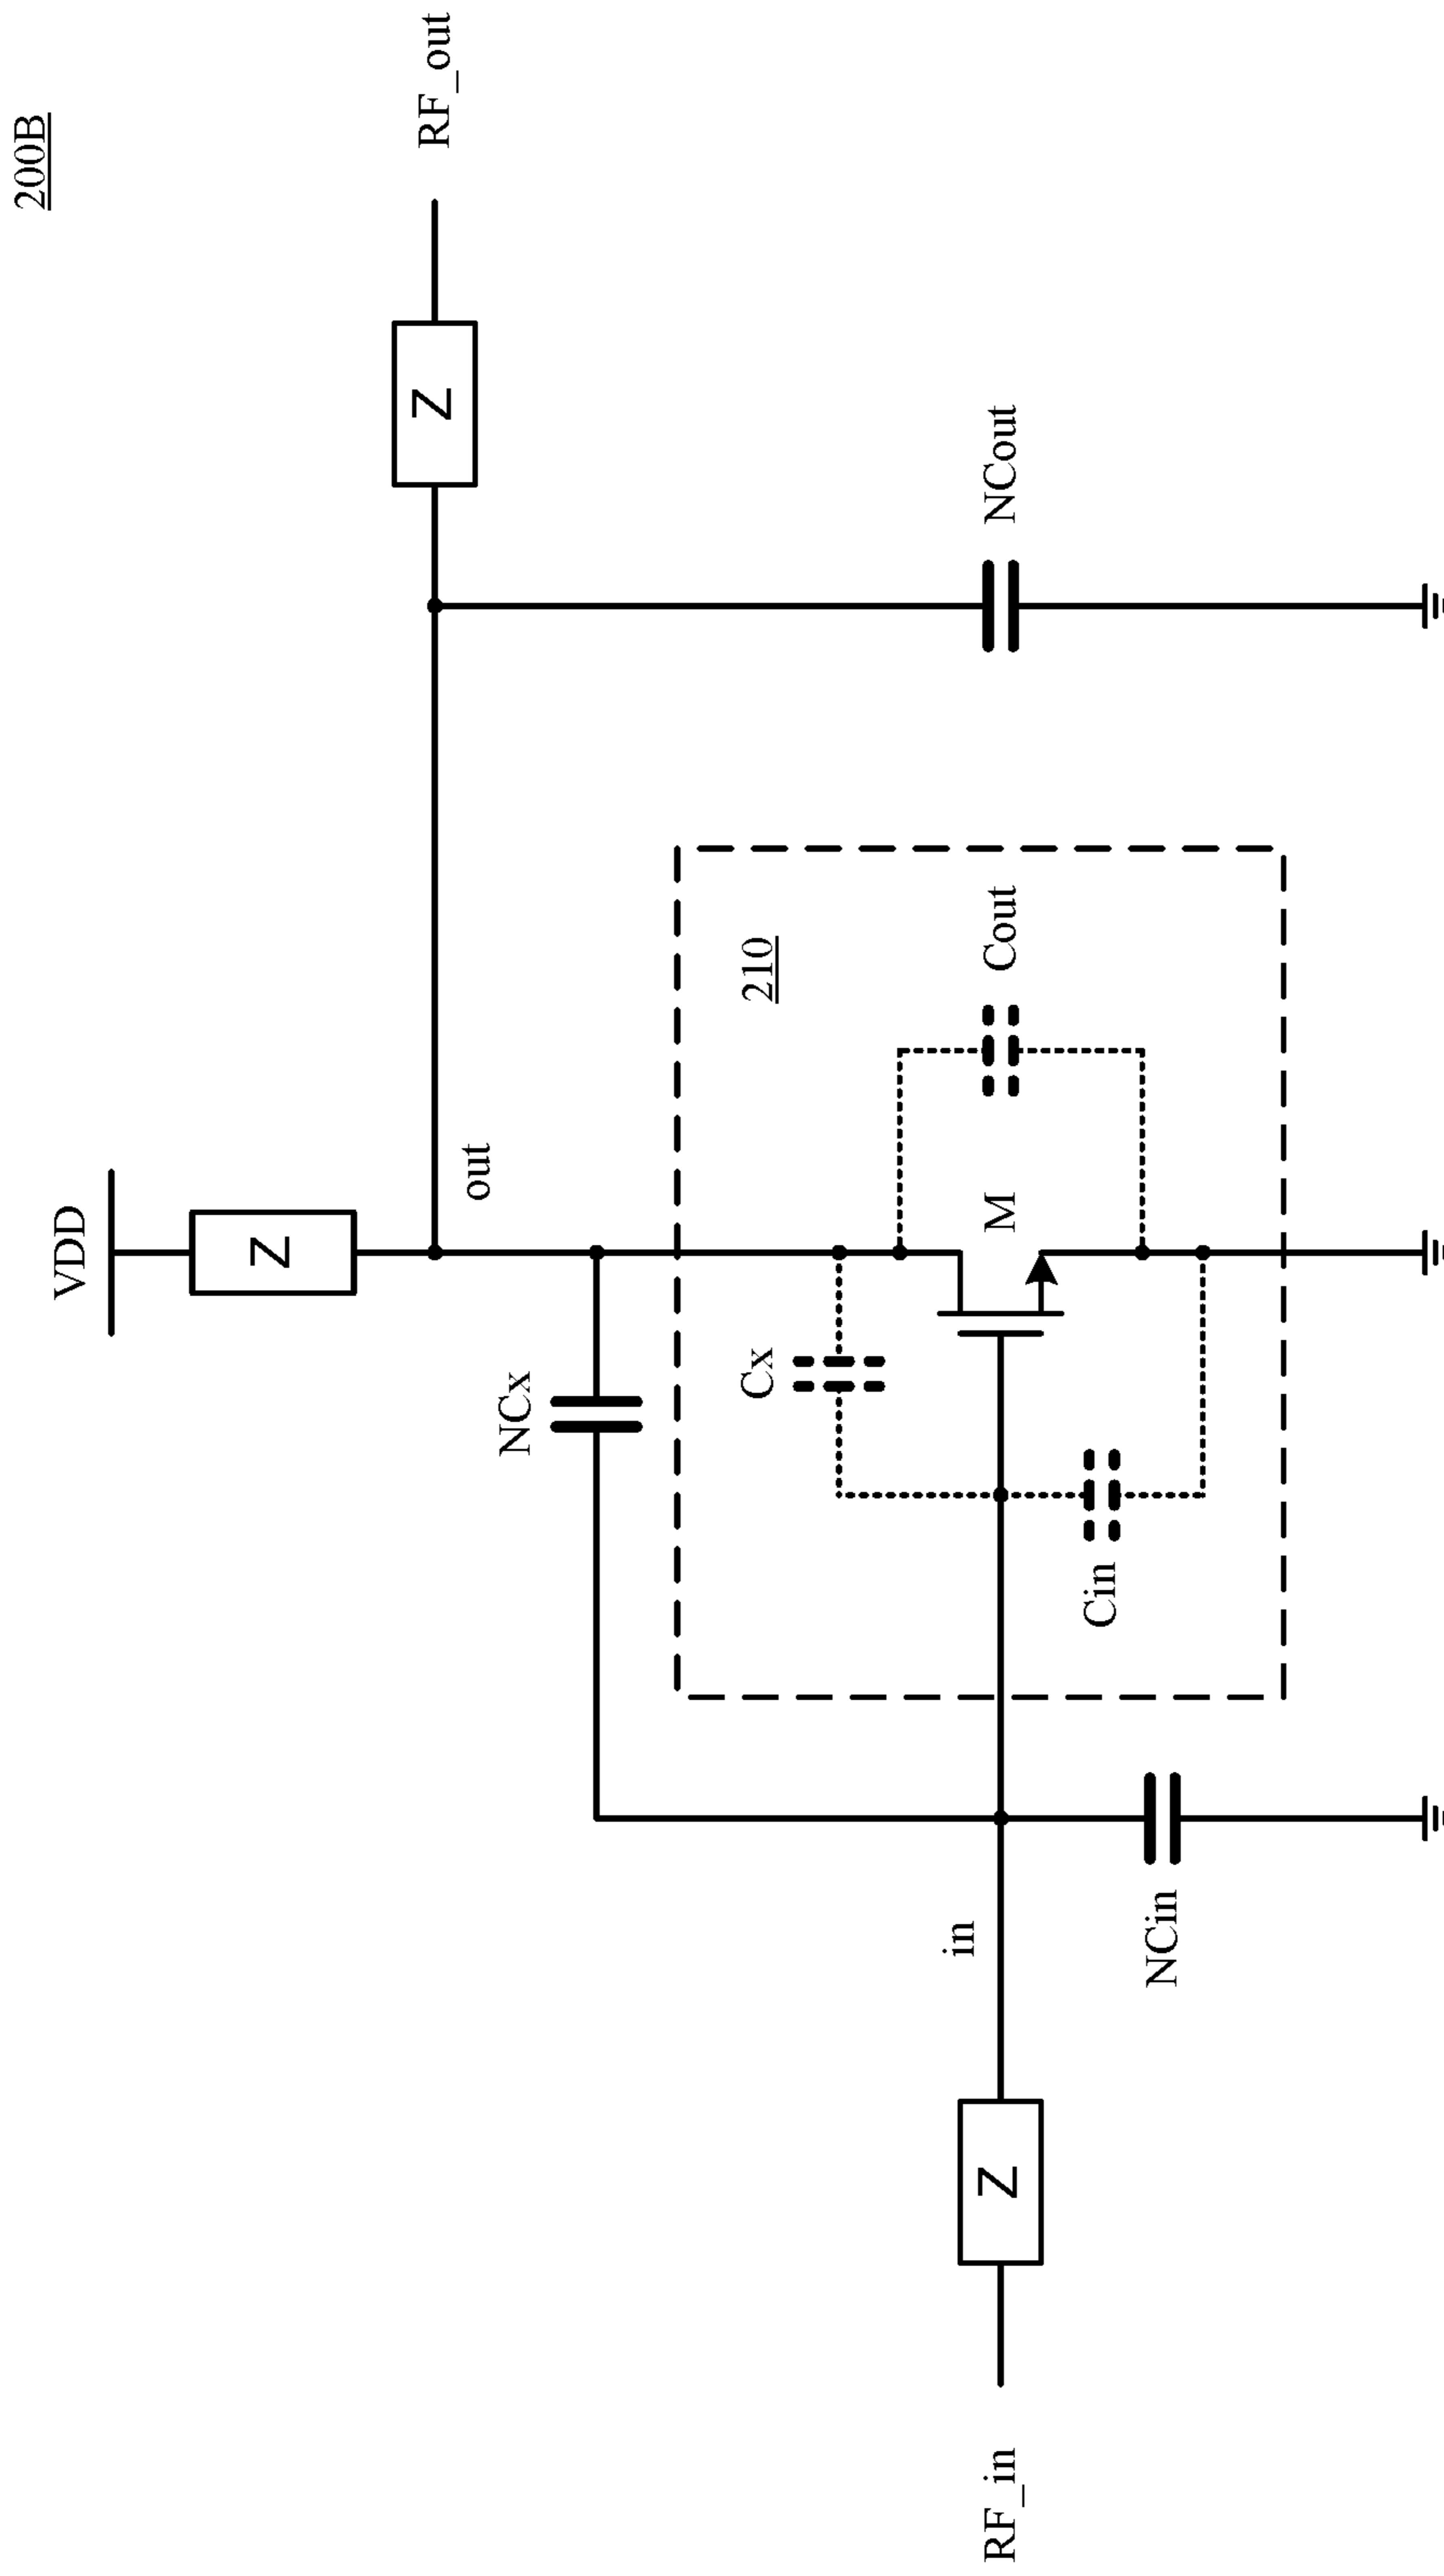 200B
VDD
Z
out
Z
RF_out
NCx
210
Cx
M
Cout
NCout
Cin
in
Z
RF_in
NCin